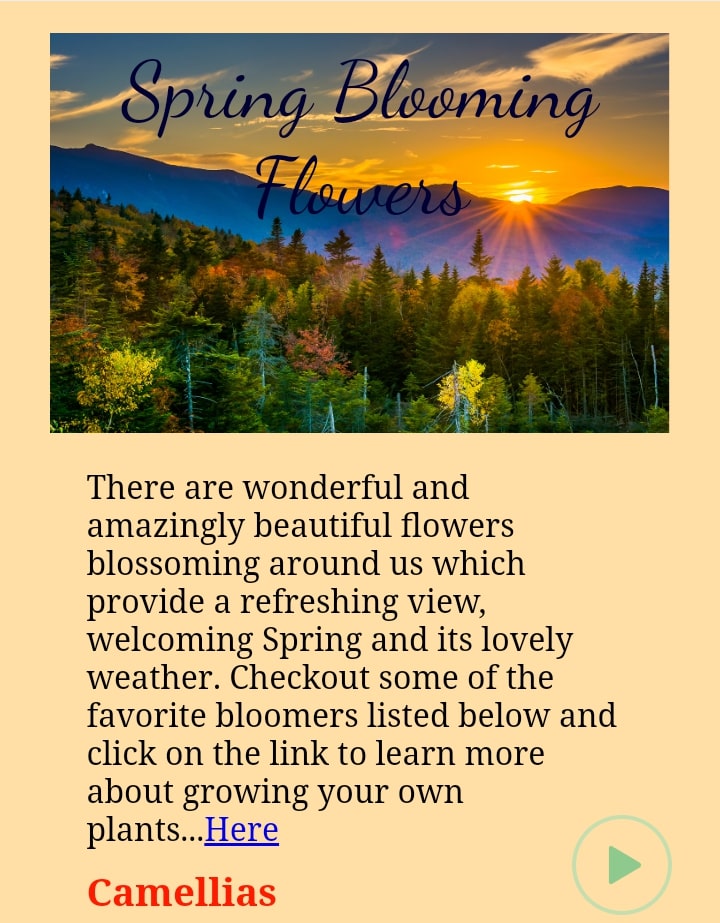 Spring Blooming
Flowers
There are wonderful and
amazingly beautiful flowers
blossoming around us which
provide a refreshing view,
welcoming Spring and its lovely
weather. Checkout some of the
favorite bloomers listed below and
click on the link to learn more
about growing your own
plants...Here
Camellias